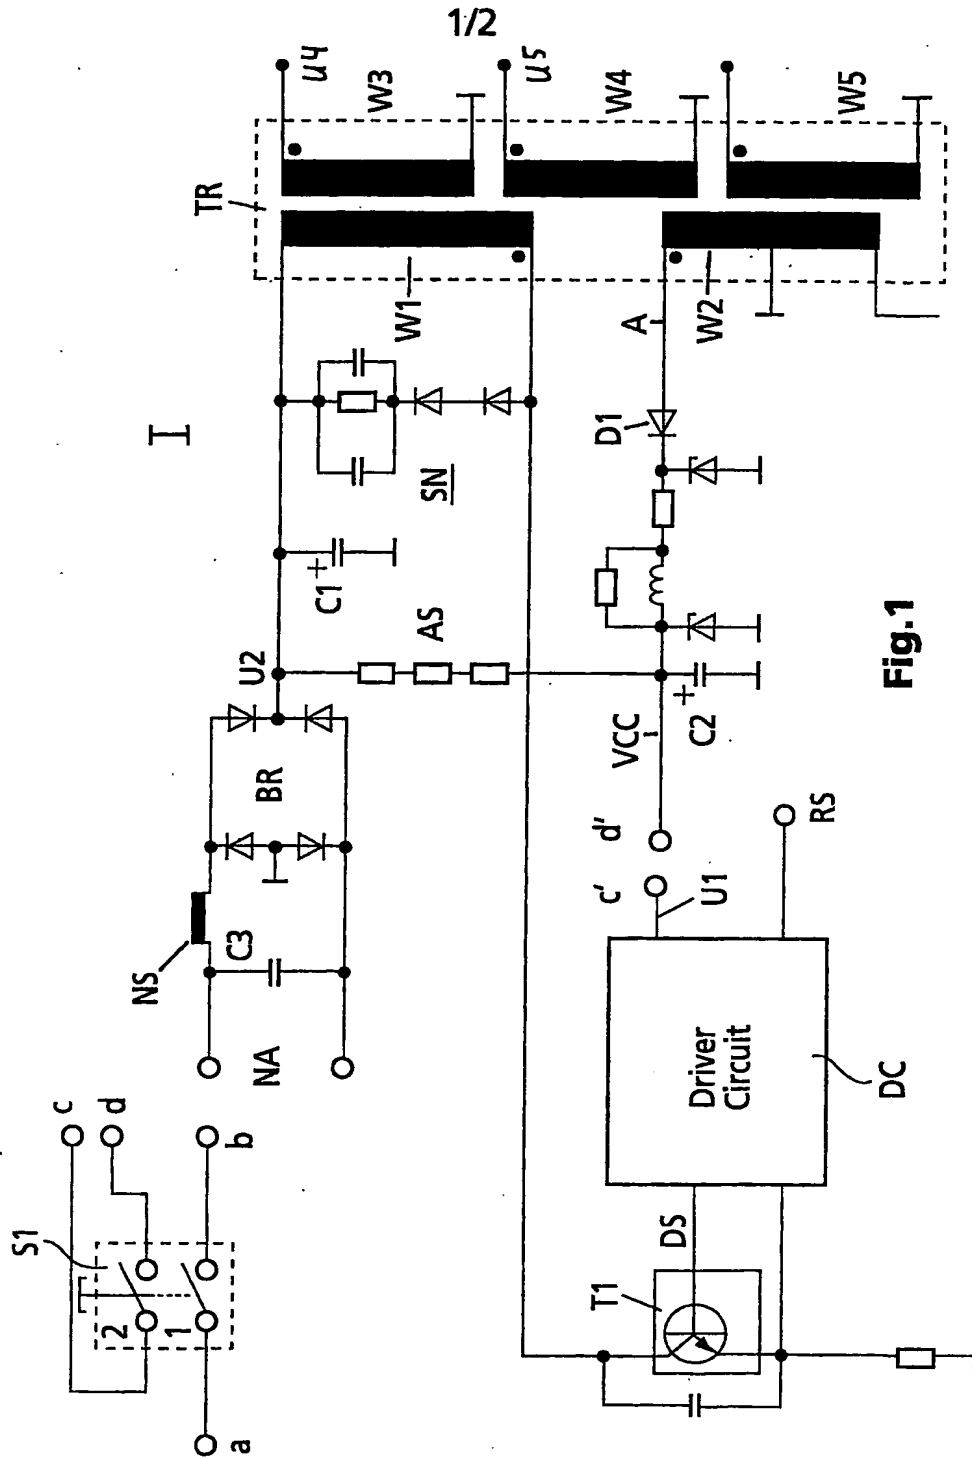 1/2
I
S1
2
1
a
b
c
d
NS
NA
C3
BR
U2
C1
+
AS
SN
TR
W1
W3
U4
W4
U5
W5
W2
A
D1
C2
+
VCC
d'
c'
U1
RS
Driver
Circuit
DC
DS
T1
Fig.1